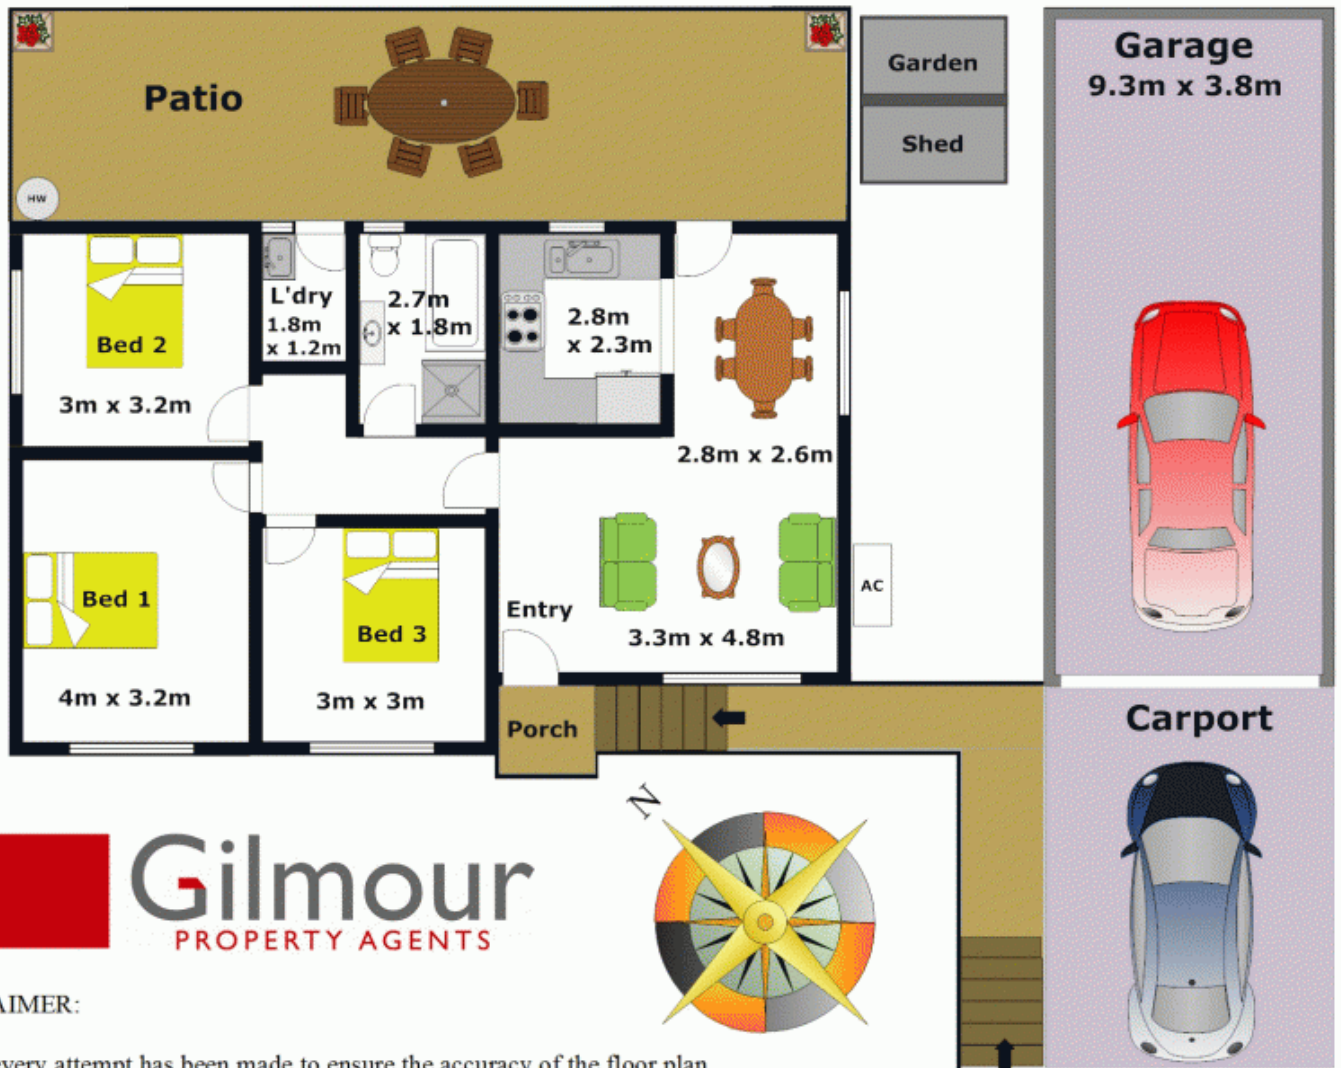 Patio
Garden
Shed
Garage
9.3m x 3.8m
HW
Bed 2
3m x 3.2m
L'dry
1.8m
x 1.2m
2.7m
x 1.8m
2.8m
x 2.3m
2.8m x 2.6m
Bed 1
4m x 3.2m
Bed 3
3m x 3m
Entry
3.3m x 4.8m
AC
Porch
Carport
N
Gilmour
PROPERTY AGENTS
AIMER:
every attempt has been made to ensure the accuracy of the floor plan